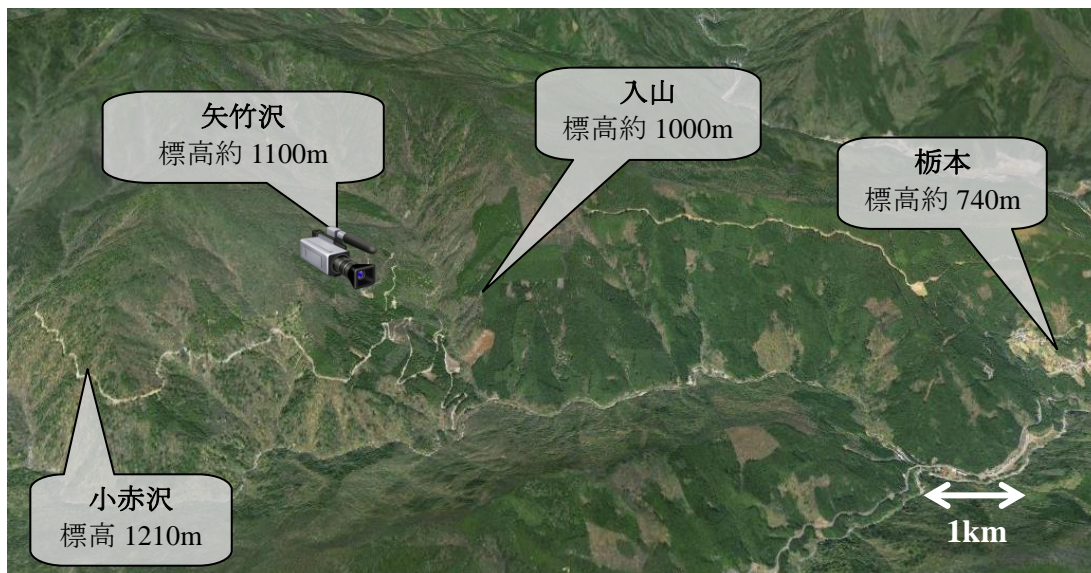 矢竹沢
標高約 1100m
入山
標高約 1000m
栃本
標高約 740m
小赤沢
標高 1210m
1km